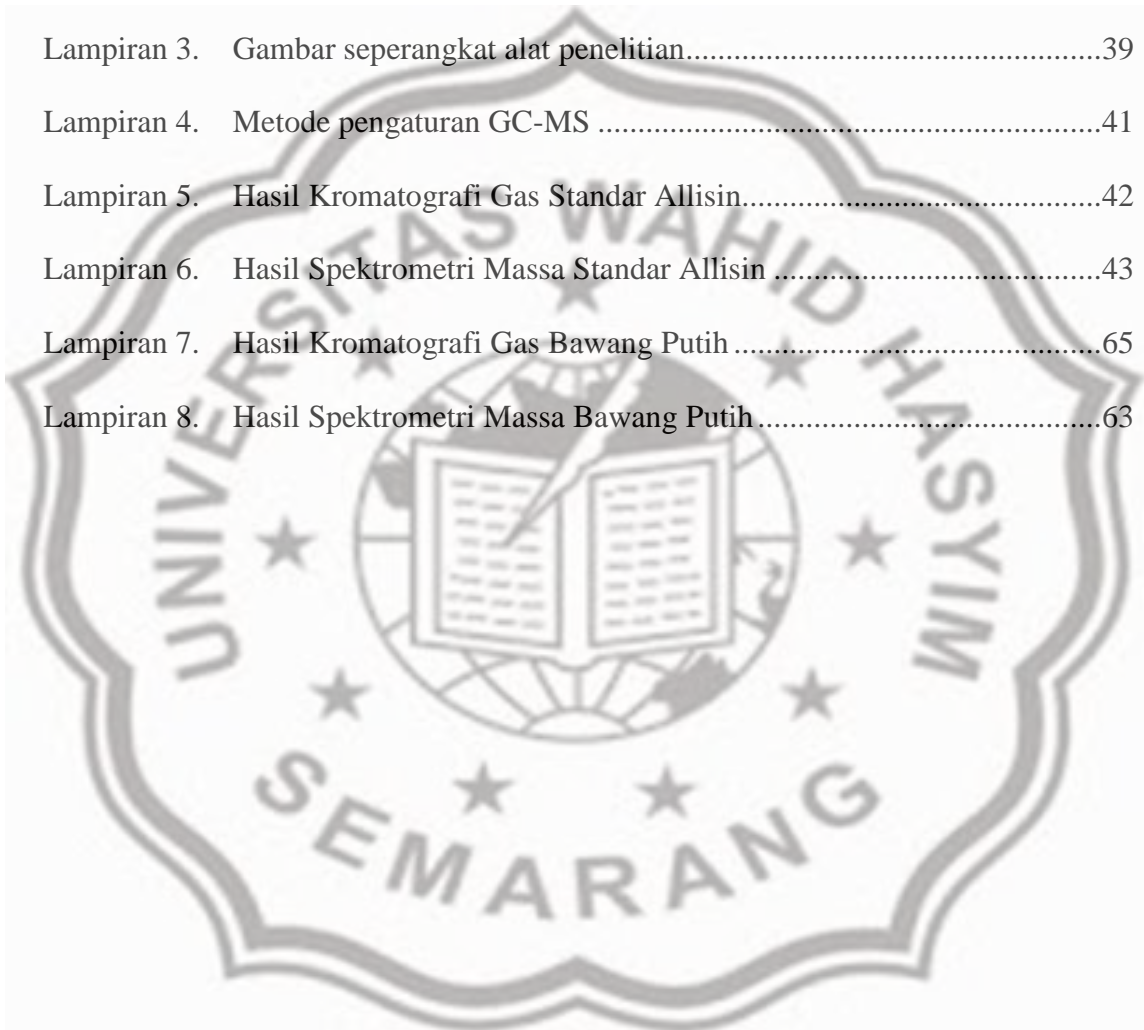 Lampiran 3. Gambar seperangkat alat penelitian....................................................39
Lampiran 4. Metode pengaturan GC-MS ...............................................................41
Lampiran 5. Hasil Kromatografi Gas Standar Allisin.............................................42
Lampiran 6. Hasil Spektrometri Massa Standar Allisin .........................................43
Lampiran 7. Hasil Kromatografi Gas Bawang Putih ..............................................65
Lampiran 8. Hasil Spektrometri Massa Bawang Putih ...........................................63
UNIVERSITAS WAHID HASYIM
SEMARANG